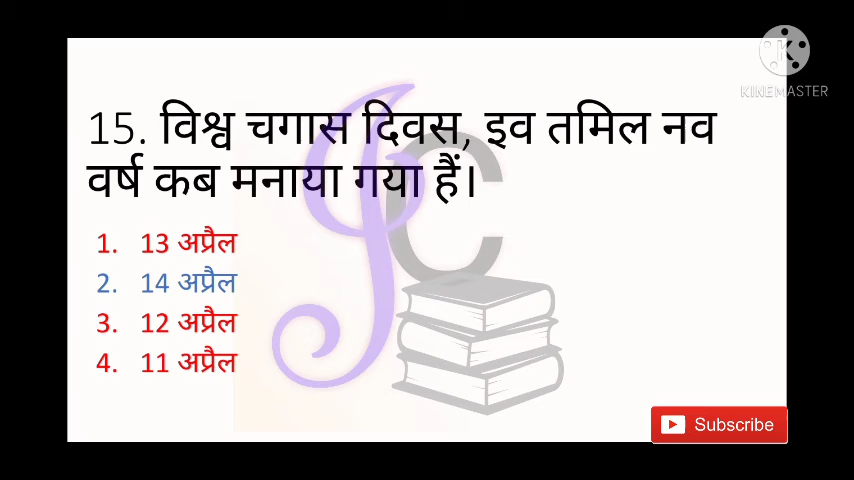 KINEMASTER
15. विश्व चगास दिवस, इव तमिल नव
वर्ष कब मनाया गया हैं।
1. 13 अप्रैल
2. 14 अप्रैल
3. 12 अप्रैल
4. 11 अप्रैल
Subscribe